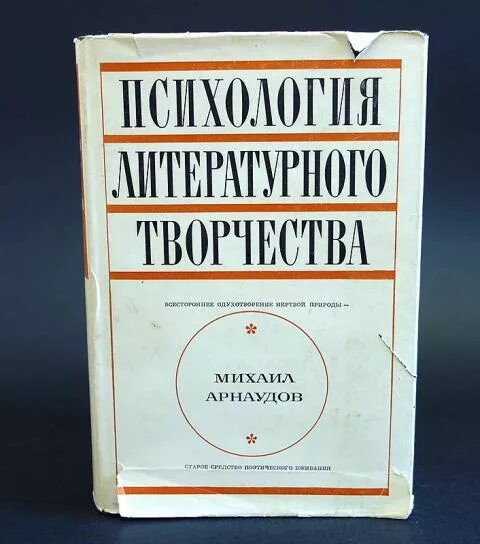 ПСИХОЛОГИЯ
ЛИТЕРАТУРНОГО
ТВОРЧЕСТВА
ВСЕСТОРОННЕЕ ОДУХОТВОРЕНИЕ МЕРТВОЙ ПРИРОДЫ —
*
МИХАИЛ
АРНАУДОВ
*
СТАРОЕ СРЕДСТВО ПОЭТИЧЕСКОГО ВЖИВАНИЯ